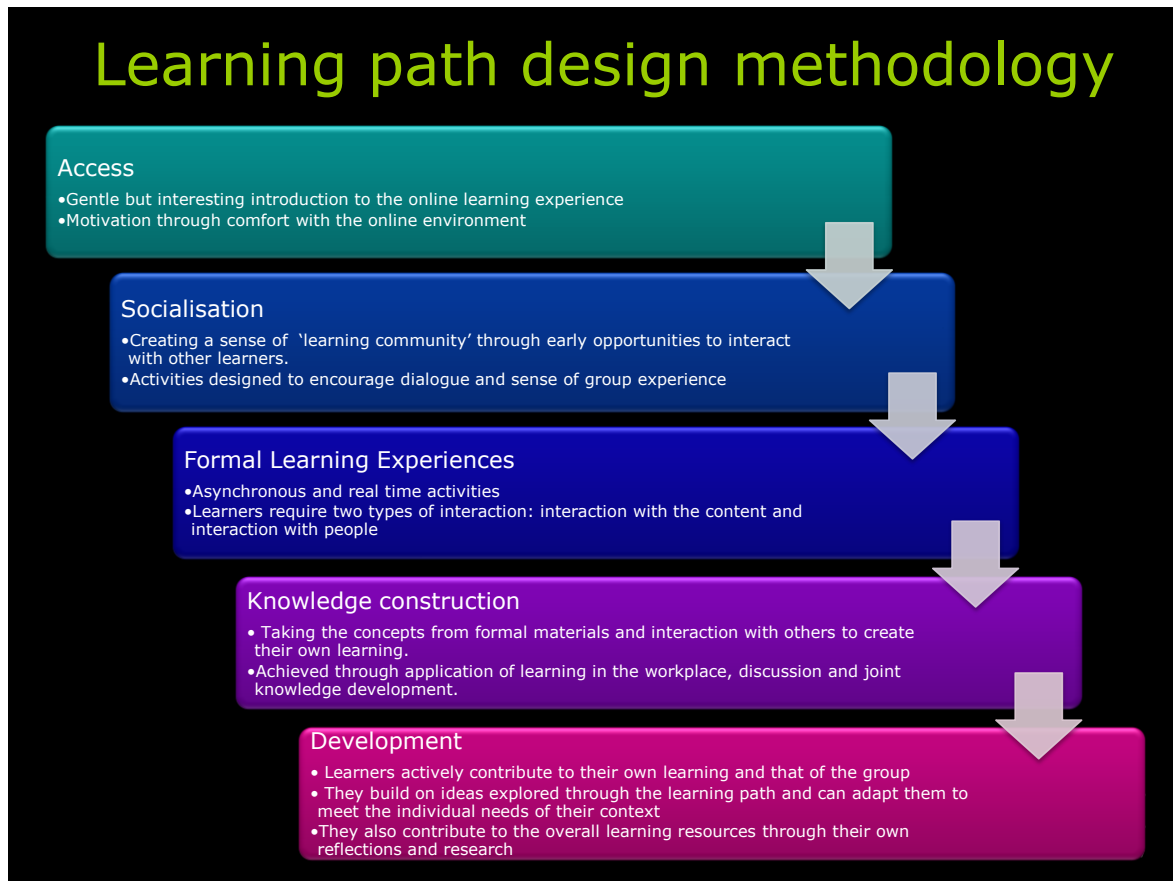 Learning path design methodology
Access
•Gentle but interesting introduction to the online learning experience
•Motivation through comfort with the online environment
Socialisation
•Creating a sense of ‘learning community’ through early opportunities to interact
with other learners.
•Activities designed to encourage dialogue and sense of group experience
Formal Learning Experiences
•Asynchronous and real time activities
•Learners require two types of interaction: interaction with the content and
interaction with people
Knowledge construction
• Taking the concepts from formal materials and interaction with others to create
their own learning.
•Achieved through application of learning in the workplace, discussion and joint
knowledge development.
Development
• Learners actively contribute to their own learning and that of the group
• They build on ideas explored through the learning path and can adapt them to
meet the individual needs of their context
•They also contribute to the overall learning resources through their own
reflections and research